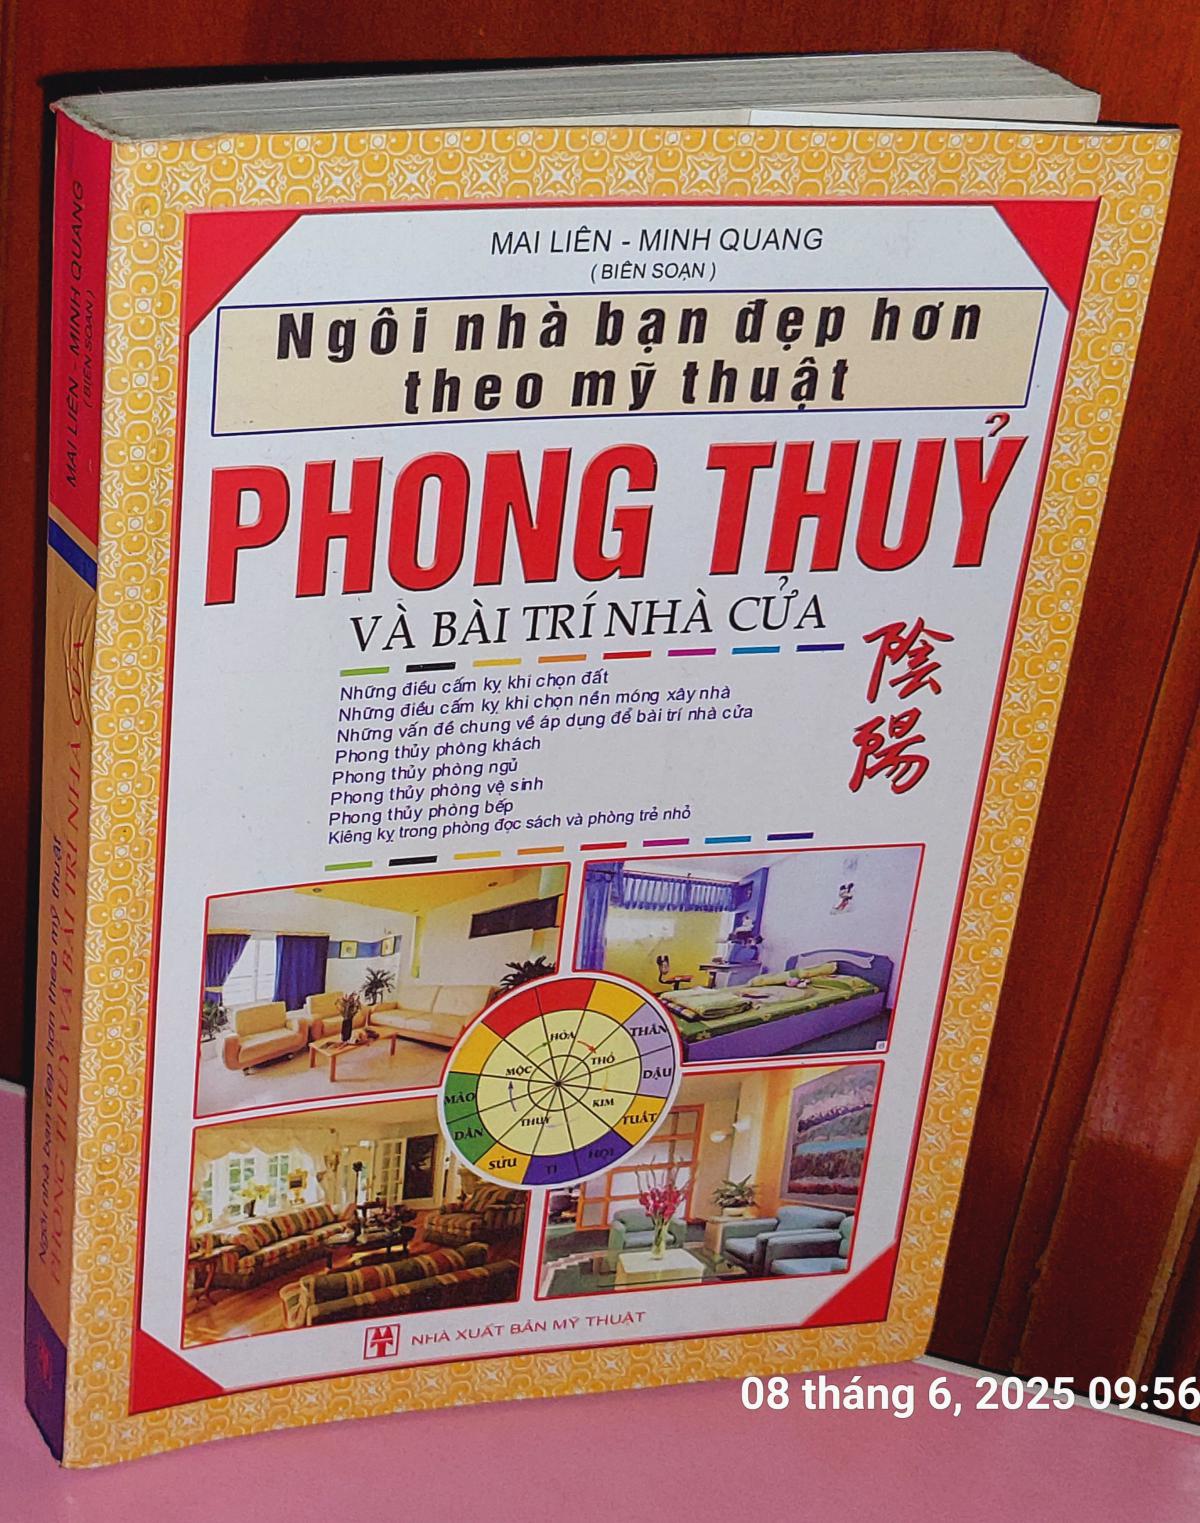 MAI LIÊN - MINH QUANG
( BIÊN SOẠN )
Ngôi nhà bạn đẹp hơn
theo mỹ thuật
PHONG THUỶ
VÀ BÀI TRÍ NHÀ CỬA
陰
陽
Những điều cấm kỵ khi chọn đất
Những điều cấm kỵ khi chọn nền móng xây nhà
Những vấn đề chung về áp dụng để bài trí nhà cửa
Phong thủy phòng khách
Phong thủy phòng ngủ
Phong thủy phòng vệ sinh
Phong thủy phòng bếp
Kiêng kỵ trong phòng đọc sách và phòng trẻ nhỏ
HỎA
THỔ
KIM
THUỶ
MỘC
THÂN
DẬU
TUẤT
HỢI
TÍ
SỬU
DẦN
MÃO
MT
NHÀ XUẤT BẢN MỸ THUẬT
MAI LIÊN - MINH QUANG
( BIÊN SOẠN )
Ngôi nhà bạn đẹp hơn theo mỹ thuật
PHONG THUỶ VÀ BÀI TRÍ NHÀ CỬA
08 tháng 6, 2025 09:56